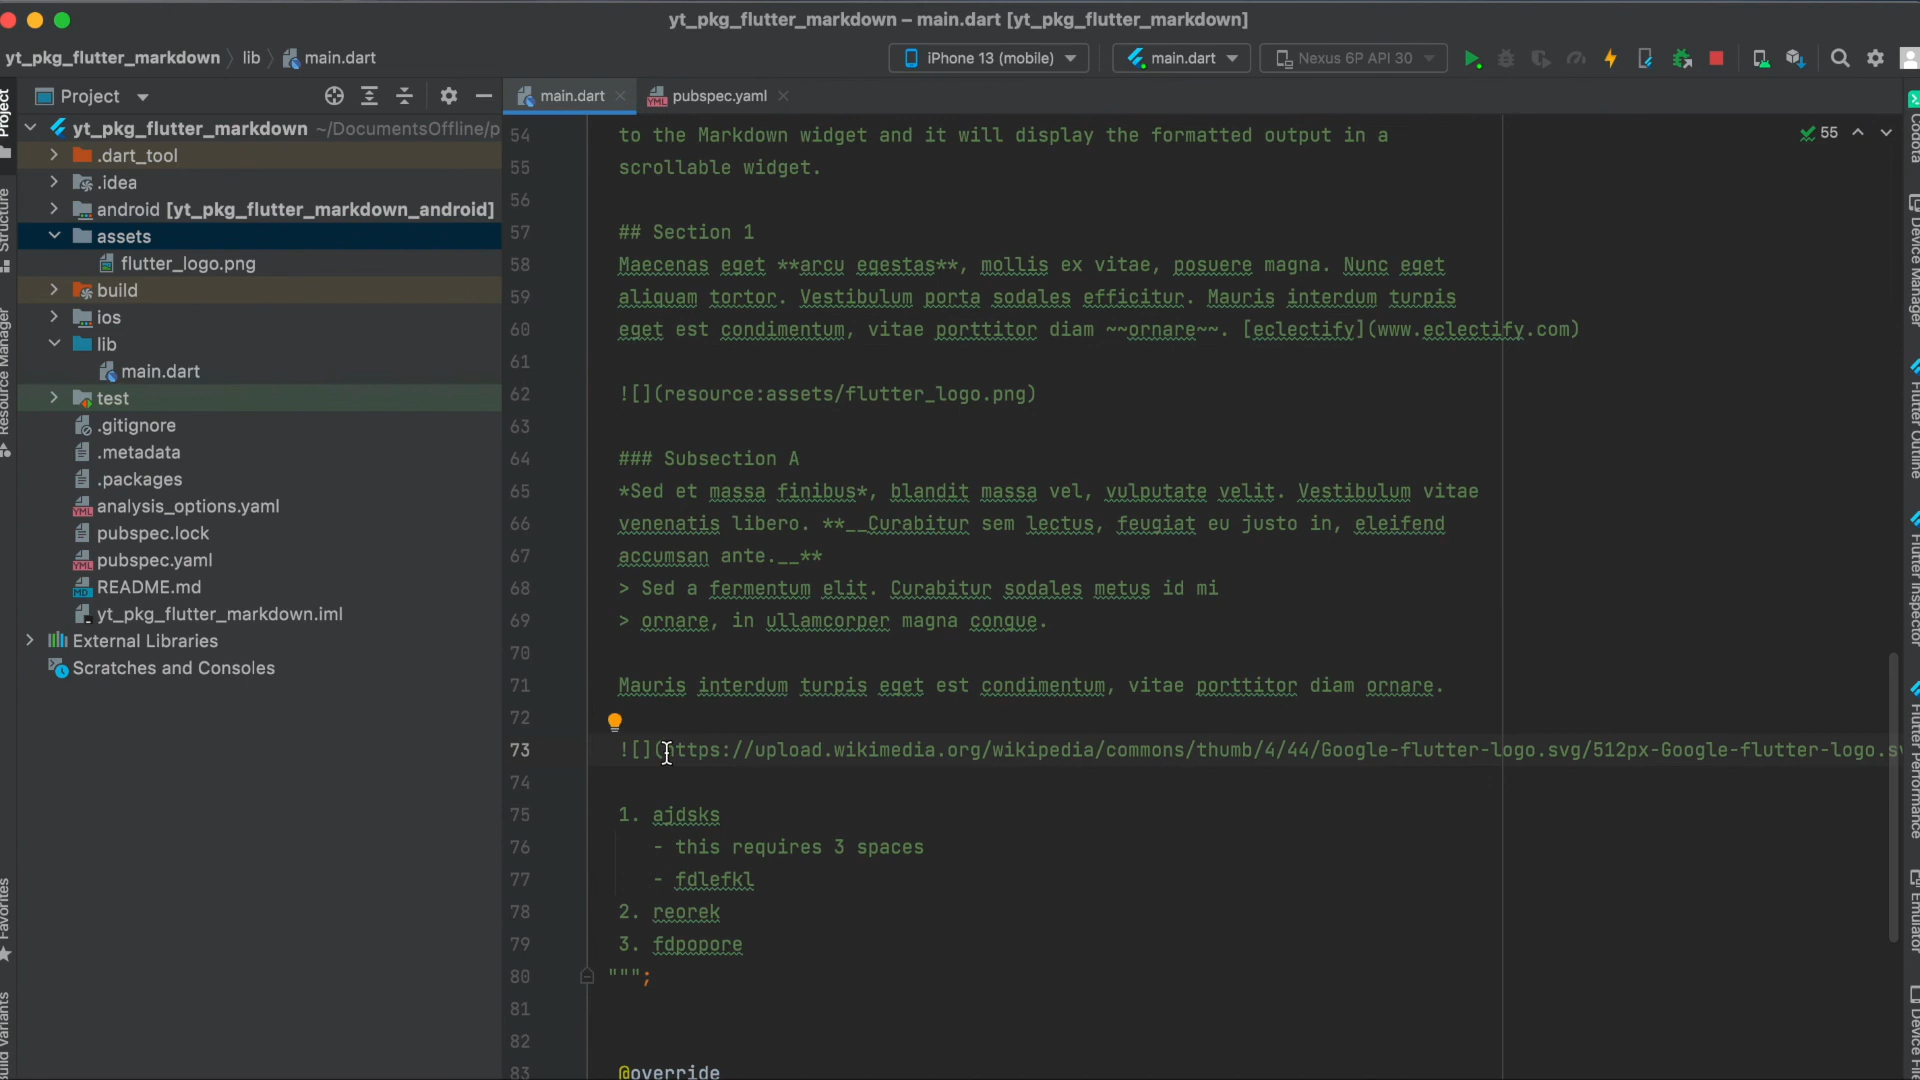 yt_pkg_flutter_markdown – main.dart [yt_pkg_flutter_markdown]
yt_pkg_flutter_markdown lib main.dart
iPhone 13 (mobile) main.dart Nexus 6P API 30
Project
main.dart pubspec.yaml
yt_pkg_flutter_markdown ~/DocumentsOffline/p
.dart_tool
.idea
android [yt_pkg_flutter_markdown_android]
assets
flutter_logo.png
build
ios
lib
main.dart
test
.gitignore
.metadata
.packages
analysis_options.yaml
pubspec.lock
pubspec.yaml
README.md
yt_pkg_flutter_markdown.iml
External Libraries
Scratches and Consoles
55
54 to the Markdown widget and it will display the formatted output in a
55 scrollable widget.
56
57 ## Section 1
58 Maecenas eget **arcu egestas**, mollis ex vitae, posuere magna. Nunc eget
59 aliquam tortor. Vestibulum porta sodales efficitur. Mauris interdum turpis
60 eget est condimentum, vitae porttitor diam ~~ornare~~. [eclectify](www.eclectify.com)
61
62 ![](resource:assets/flutter_logo.png)
63
64 ### Subsection A
65 *Sed et massa finibus*, blandit massa vel, vulputate velit. Vestibulum vitae
66 venenatis libero. **__Curabitur sem lectus, feugiat eu justo in, eleifend
67 accumsan ante.__**
68 > Sed a fermentum elit. Curabitur sodales metus id mi
69 > ornare, in ullamcorper magna congue.
70
71 Mauris interdum turpis eget est condimentum, vitae porttitor diam ornare.
72
73 ![](https://upload.wikimedia.org/wikipedia/commons/thumb/4/44/Google-flutter-logo.svg/512px-Google-flutter-logo.sv
74
75 1. ajdsks
76 - this requires 3 spaces
77 - fdlefkl
78 2. reorek
79 3. fdpopore
80 """;
81
82
83 @override
Project
Structure
Resource Manager
Favorites
Build Variants
Codota
Device Manager
Flutter Outline
Flutter Inspector
Flutter Performance
Emulator
Device File